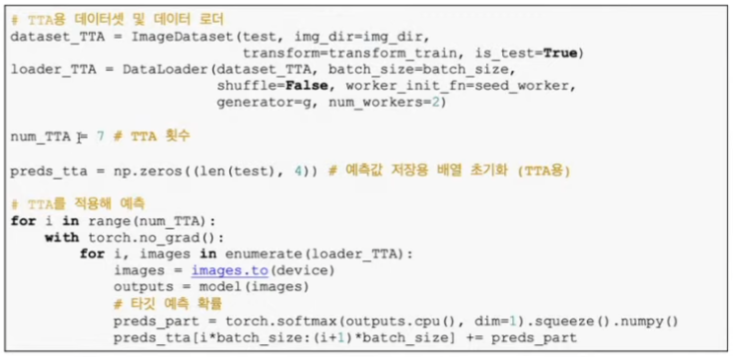 # TTA용 데이터셋 및 데이터 로더
dataset_TTA = ImageDataset(test, img_dir=img_dir,
                           transform=transform_train, is_test=True)
loader_TTA = DataLoader(dataset_TTA, batch_size=batch_size,
                        shuffle=False, worker_init_fn=seed_worker,
                        generator=g, num_workers=2)

num_TTA = 7 # TTA 횟수

preds_tta = np.zeros((len(test), 4)) # 예측값 저장용 배열 초기화 (TTA용)

# TTA를 적용해 예측
for i in range(num_TTA):
    with torch.no_grad():
        for i, images in enumerate(loader_TTA):
            images = images.to(device)
            outputs = model(images)
            # 타깃 예측 확률
            preds_part = torch.softmax(outputs.cpu(), dim=1).squeeze().numpy()
            preds_tta[i*batch_size:(i+1)*batch_size] += preds_part